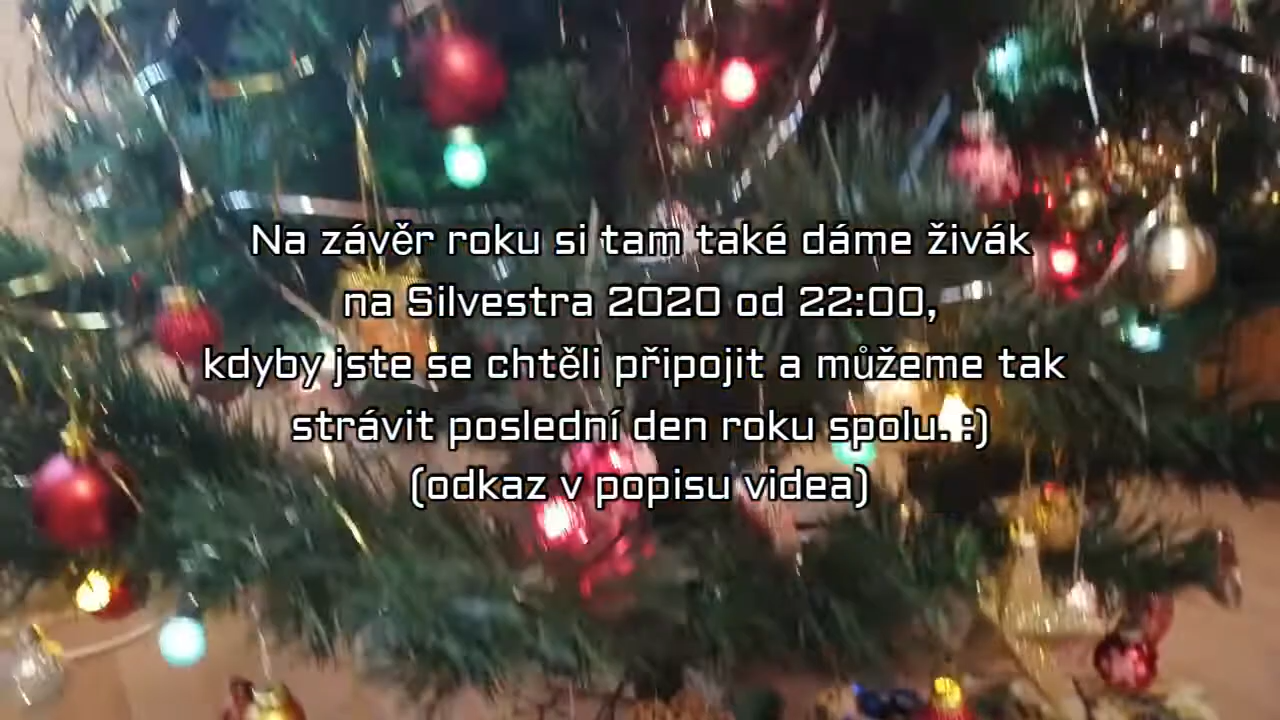 Na závěr roku si tam také dáme živák
na Silvestra 2020 od 22:00,
kdyby jste se chtěli připojit a můžeme tak
strávit poslední den roku spolu. :)
(odkaz v popisu videa)